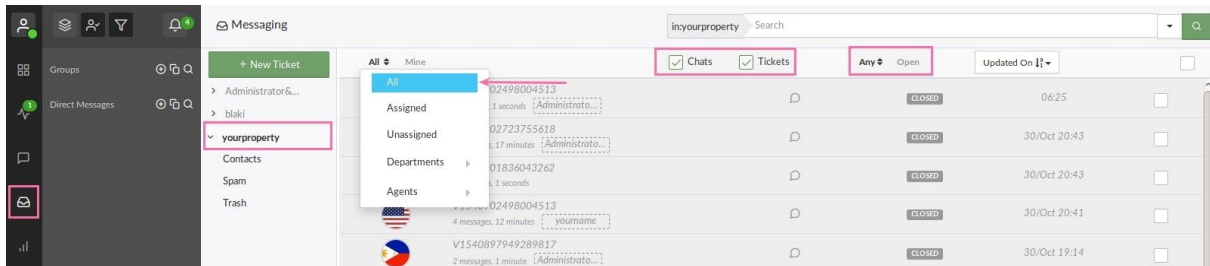 4
Messaging
in:yourproperty Search
Groups
+ New Ticket
All Mine
Chats Tickets
Any Open
Updated On
1
Direct Messages
Administrator&...
blaki
yourproperty
Contacts
Spam
Trash
All
Assigned
Unassigned
Departments
Agents
02498004513
1 seconds Administrato...
CLOSED
06:25
02723755618
, 17 minutes Administrato...
CLOSED
30/Oct 20:43
01836043262
, 1 seconds
CLOSED
30/Oct 20:43
02498004513
4 messages, 12 minutes yourname
CLOSED
30/Oct 20:41
V1540897949289817
2 messages, 1 minute Administrato...
CLOSED
30/Oct 19:14